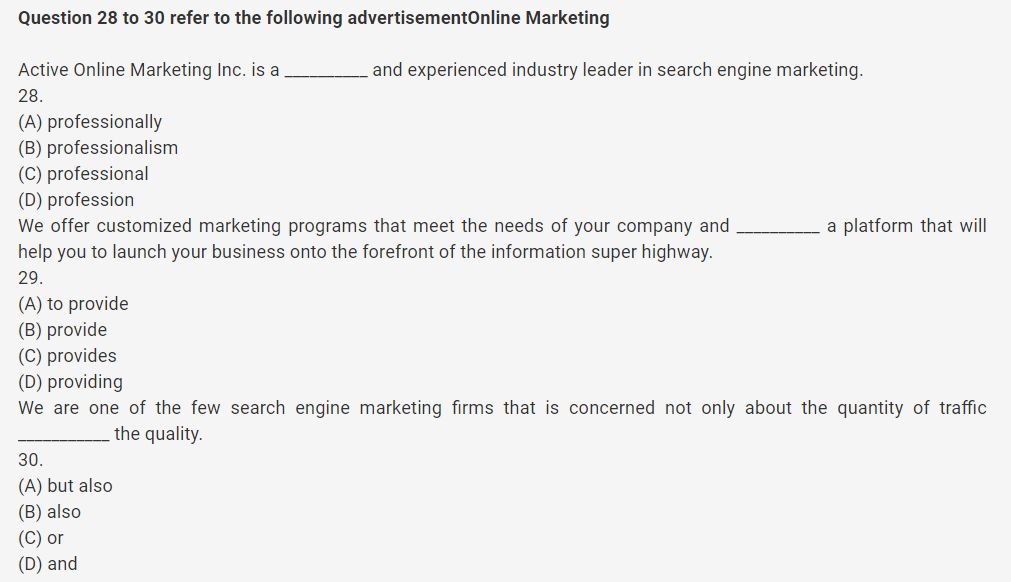 Question 28 to 30 refer to the following advertisementOnline Marketing
Active Online Marketing Inc. is a __________ and experienced industry leader in search engine marketing.
28.
(A) professionally
(B) professionalism
(C) professional
(D) profession
We offer customized marketing programs that meet the needs of your company and __________ a platform that will
help you to launch your business onto the forefront of the information super highway.
29.
(A) to provide
(B) provide
(C) provides
(D) providing
We are one of the few search engine marketing firms that is concerned not only about the quantity of traffic
___________ the quality.
30.
(A) but also
(B) also
(C) or
(D) and